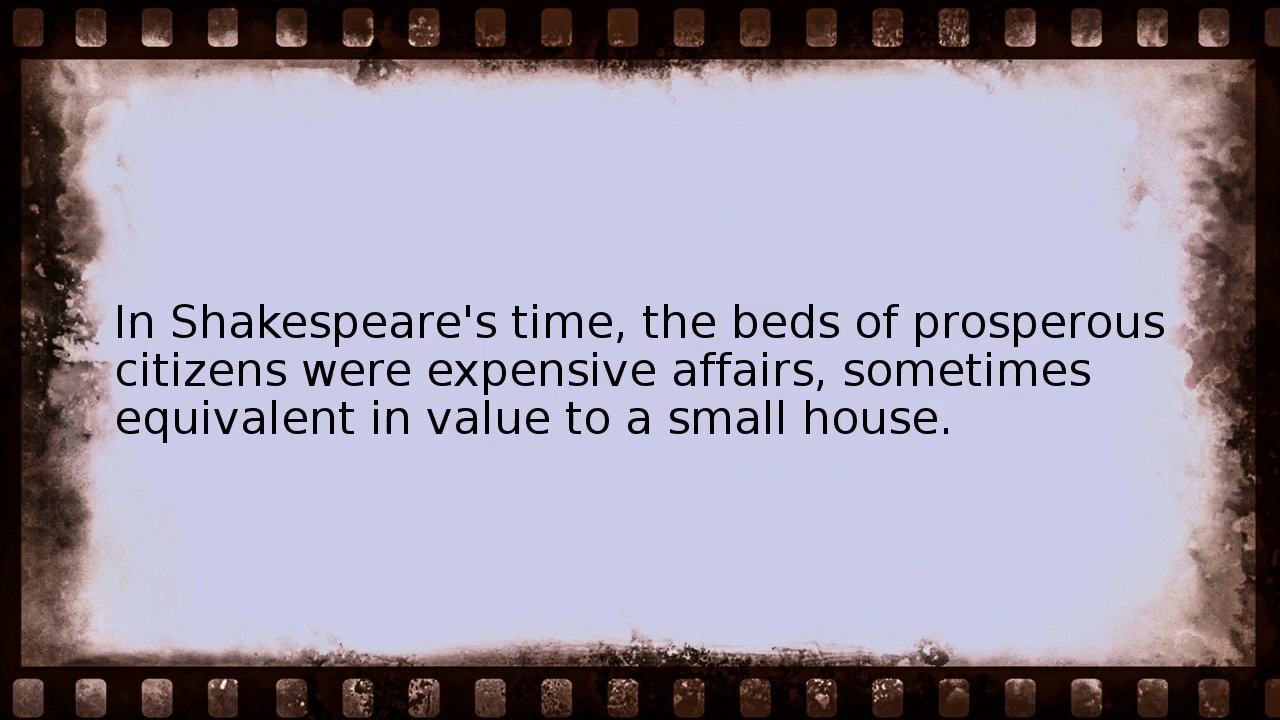 In Shakespeare's time, the beds of prosperous
citizens were expensive affairs, sometimes
equivalent in value to a small house.